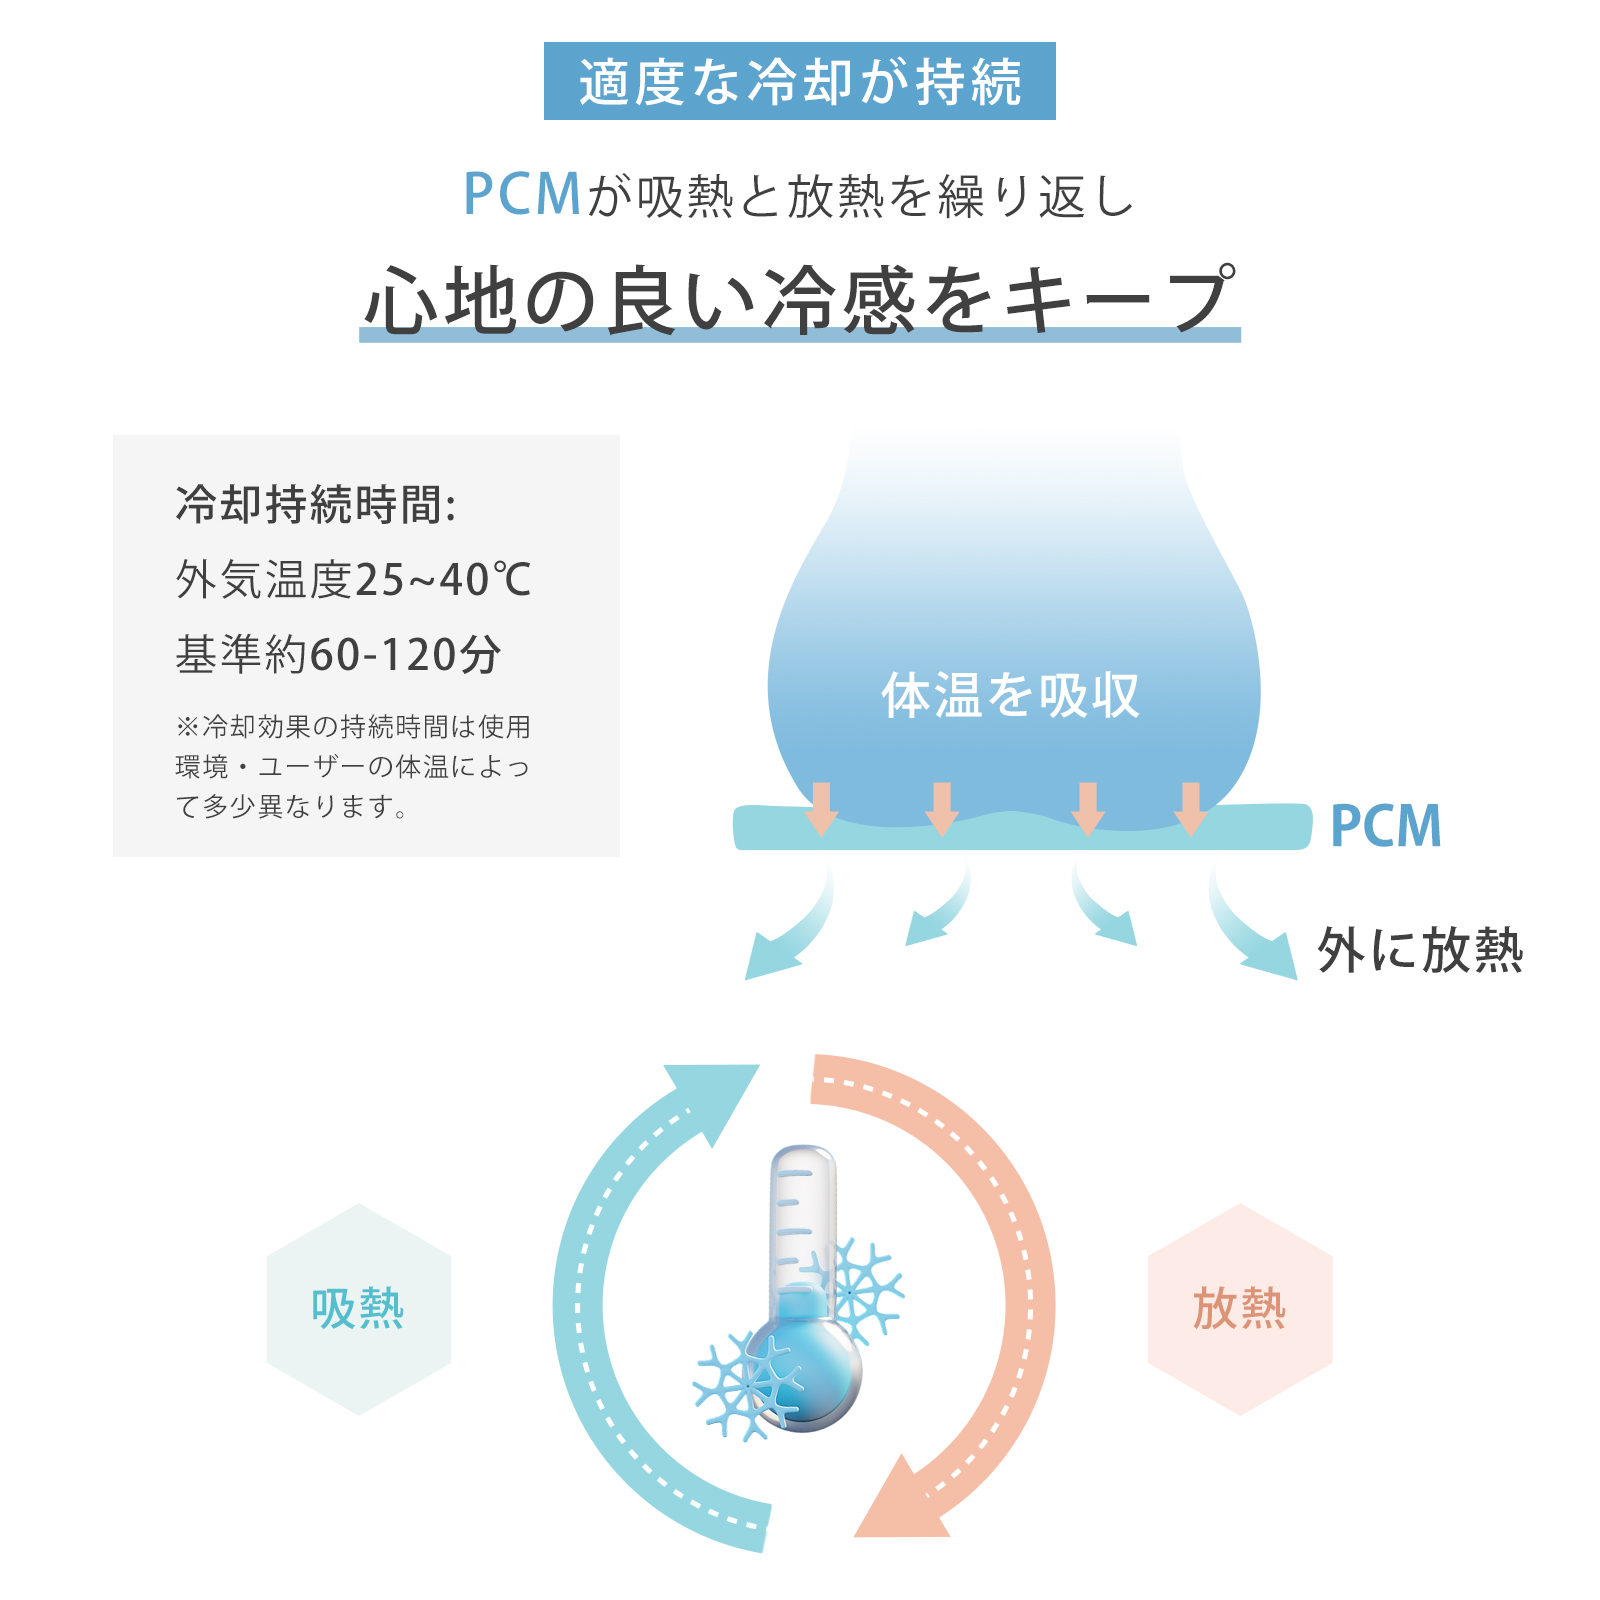 適度な冷却が持続
PCMが吸熱と放熱を繰り返し
心地の良い冷感をキープ
冷却持続時間:
外気温度25~40℃
基準約60-120分
※冷却効果の持続時間は使用
環境・ユーザーの体温によっ
て多少異なります。
体温を吸収
PCM
外に放熱
吸熱
放熱